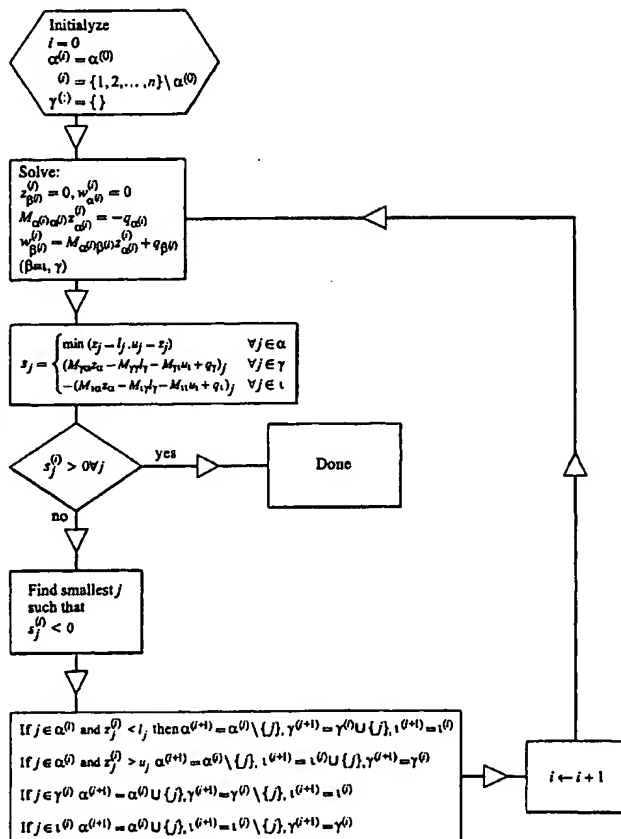 Initialyze
i = 0
α^(i) = α^(0)
^(i) = {1, 2, ..., n} \ α^(0)
γ^(:) = { }
Solve:
z_β^(i)^(i) = 0, w_α^(i)^(i) = 0
M_α^(i)α^(i) z_α^(i)^(i) = −q_α^(i)
w_β^(i)^(i) = M_α^(i)β^(i) z_α^(i)^(i) + q_β^(i)
(β=ι, γ)
s_j = { min (z_j − l_j . u_j − z_j) ∀j ∈ α
(M_γα z_α − M_γγ l_γ − M_γι u_ι + q_γ)_j ∀j ∈ γ
−(M_ια z_α − M_ιγ l_γ − M_ιι u_ι + q_ι)_j ∀j ∈ ι
s_j^(i) > 0∀j
yes
Done
no
Find smallest j
such that
s_j^(i) < 0
If j ∈ α^(i) and z_j^(i) < l_j then α^(i+1) = α^(i) \ {j}, γ^(i+1) = γ^(i) ∪ {j}, ι^(i+1) = ι^(i)
If j ∈ α^(i) and z_j^(i) > u_j α^(i+1) = α^(i) \ {j}, ι^(i+1) = ι^(i) ∪ {j}, γ^(i+1) = γ^(i)
If j ∈ γ^(i) α^(i+1) = α^(i) ∪ {j}, γ^(i+1) = γ^(i) \ {j}, ι^(i+1) = ι^(i)
If j ∈ ι^(i) α^(i+1) = α^(i) ∪ {j}, ι^(i+1) = ι^(i) \ {j}, γ^(i+1) = γ^(i)
i ← i + 1